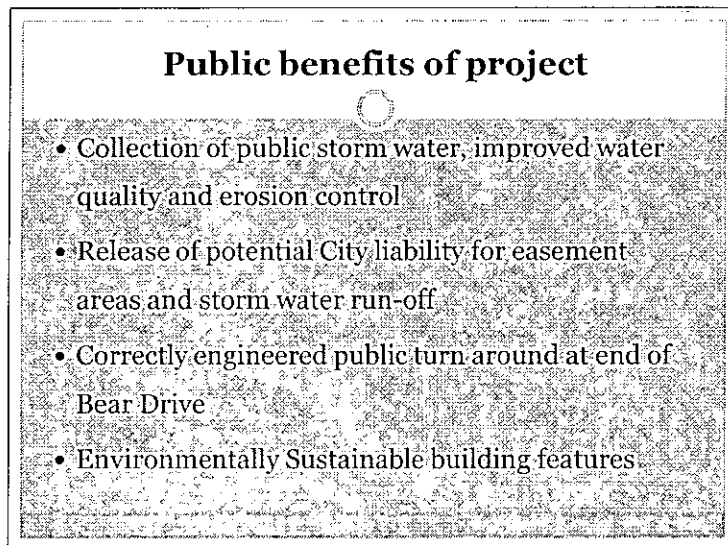 Public benefits of project
• Collection of public storm water, improved water
quality and erosion control
• Release of potential City liability for easement
areas and storm water run-off
• Correctly engineered public turn around at end of
Bear Drive
• Environmentally Sustainable building features